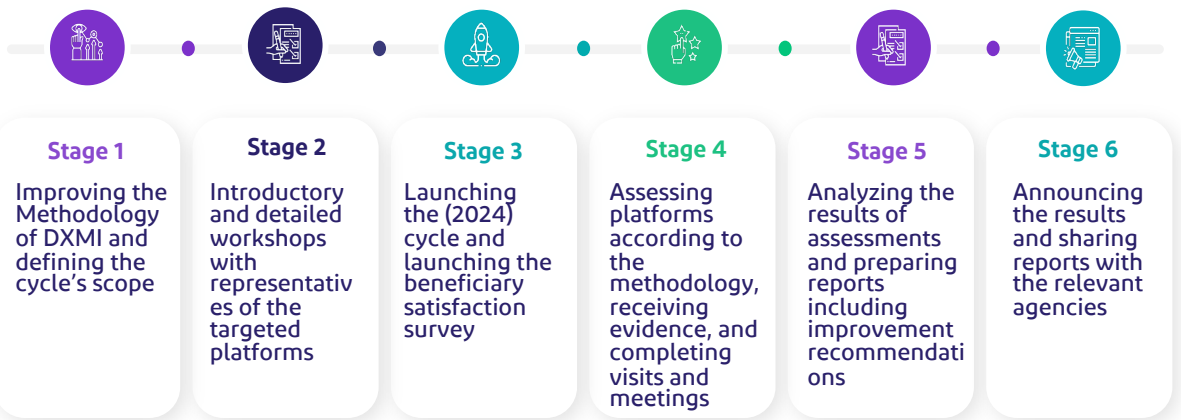 Stage 1
Improving the
Methodology
of DXMI and
defining the
cycle's scope
Stage 2
Introductory
and detailed
workshops
with
representativ
es of the
targeted
platforms
Stage 3
Launching
the (2024)
cycle and
launching the
beneficiary
satisfaction
survey
Stage 4
Assessing
platforms
according to
the
methodology,
receiving
evidence, and
completing
visits and
meetings
Stage 5
Analyzing the
results of
assessments
and preparing
reports
including
improvement
recommendati
ons
Stage 6
Announcing
the results
and sharing
reports with
the relevant
agencies